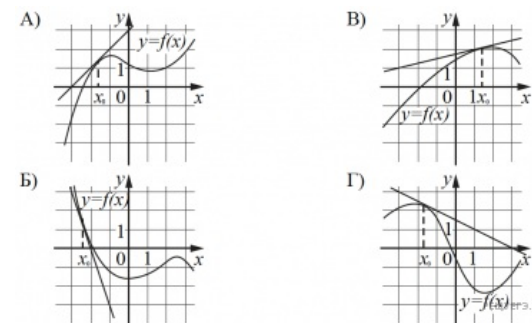 А)
y
y=f(x)
1
x₀
0
1
x
В)
y
1
x₀
0
1
x
y=f(x)
Б)
y
y=f(x)
1
x₀
0
1
x
Г)
y
1
x₀
0
1
x
y=f(x)